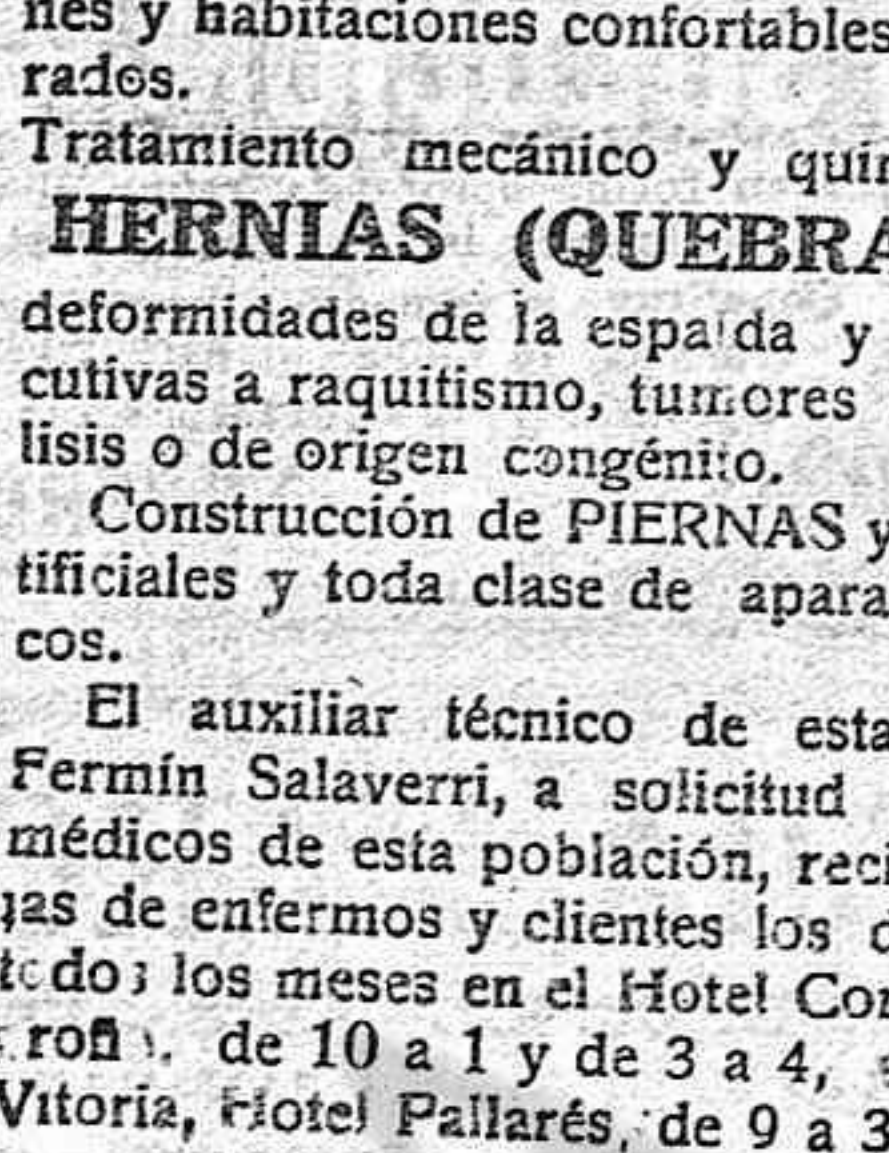 nes y habitaciones confortables
rados.
Tratamiento mecánico y quir
HERNIAS (QUEBRA
deformidades de la espalda y
cutivas a raquitismo, tumores
lisis o de origen congénito.
Construcción de PIERNAS y
tificiales y toda clase de apara
cos.
El auxiliar técnico de esta
Fermín Salaverri, a solicitud
médicos de esta población, reci
de enfermos y clientes los
todos los meses en el Hotel
de 10 a 1 y de 3 a 4,
Vitoria, Hotel Pallarés, de 9 a 3